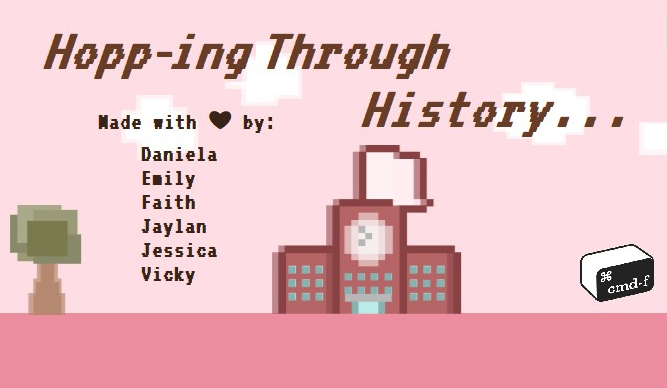 Hopp-ing Through
History...
Made with ♥ by:
Daniela
Emily
Faith
Jaylan
Jessica
Vicky
⌘
cmd-f